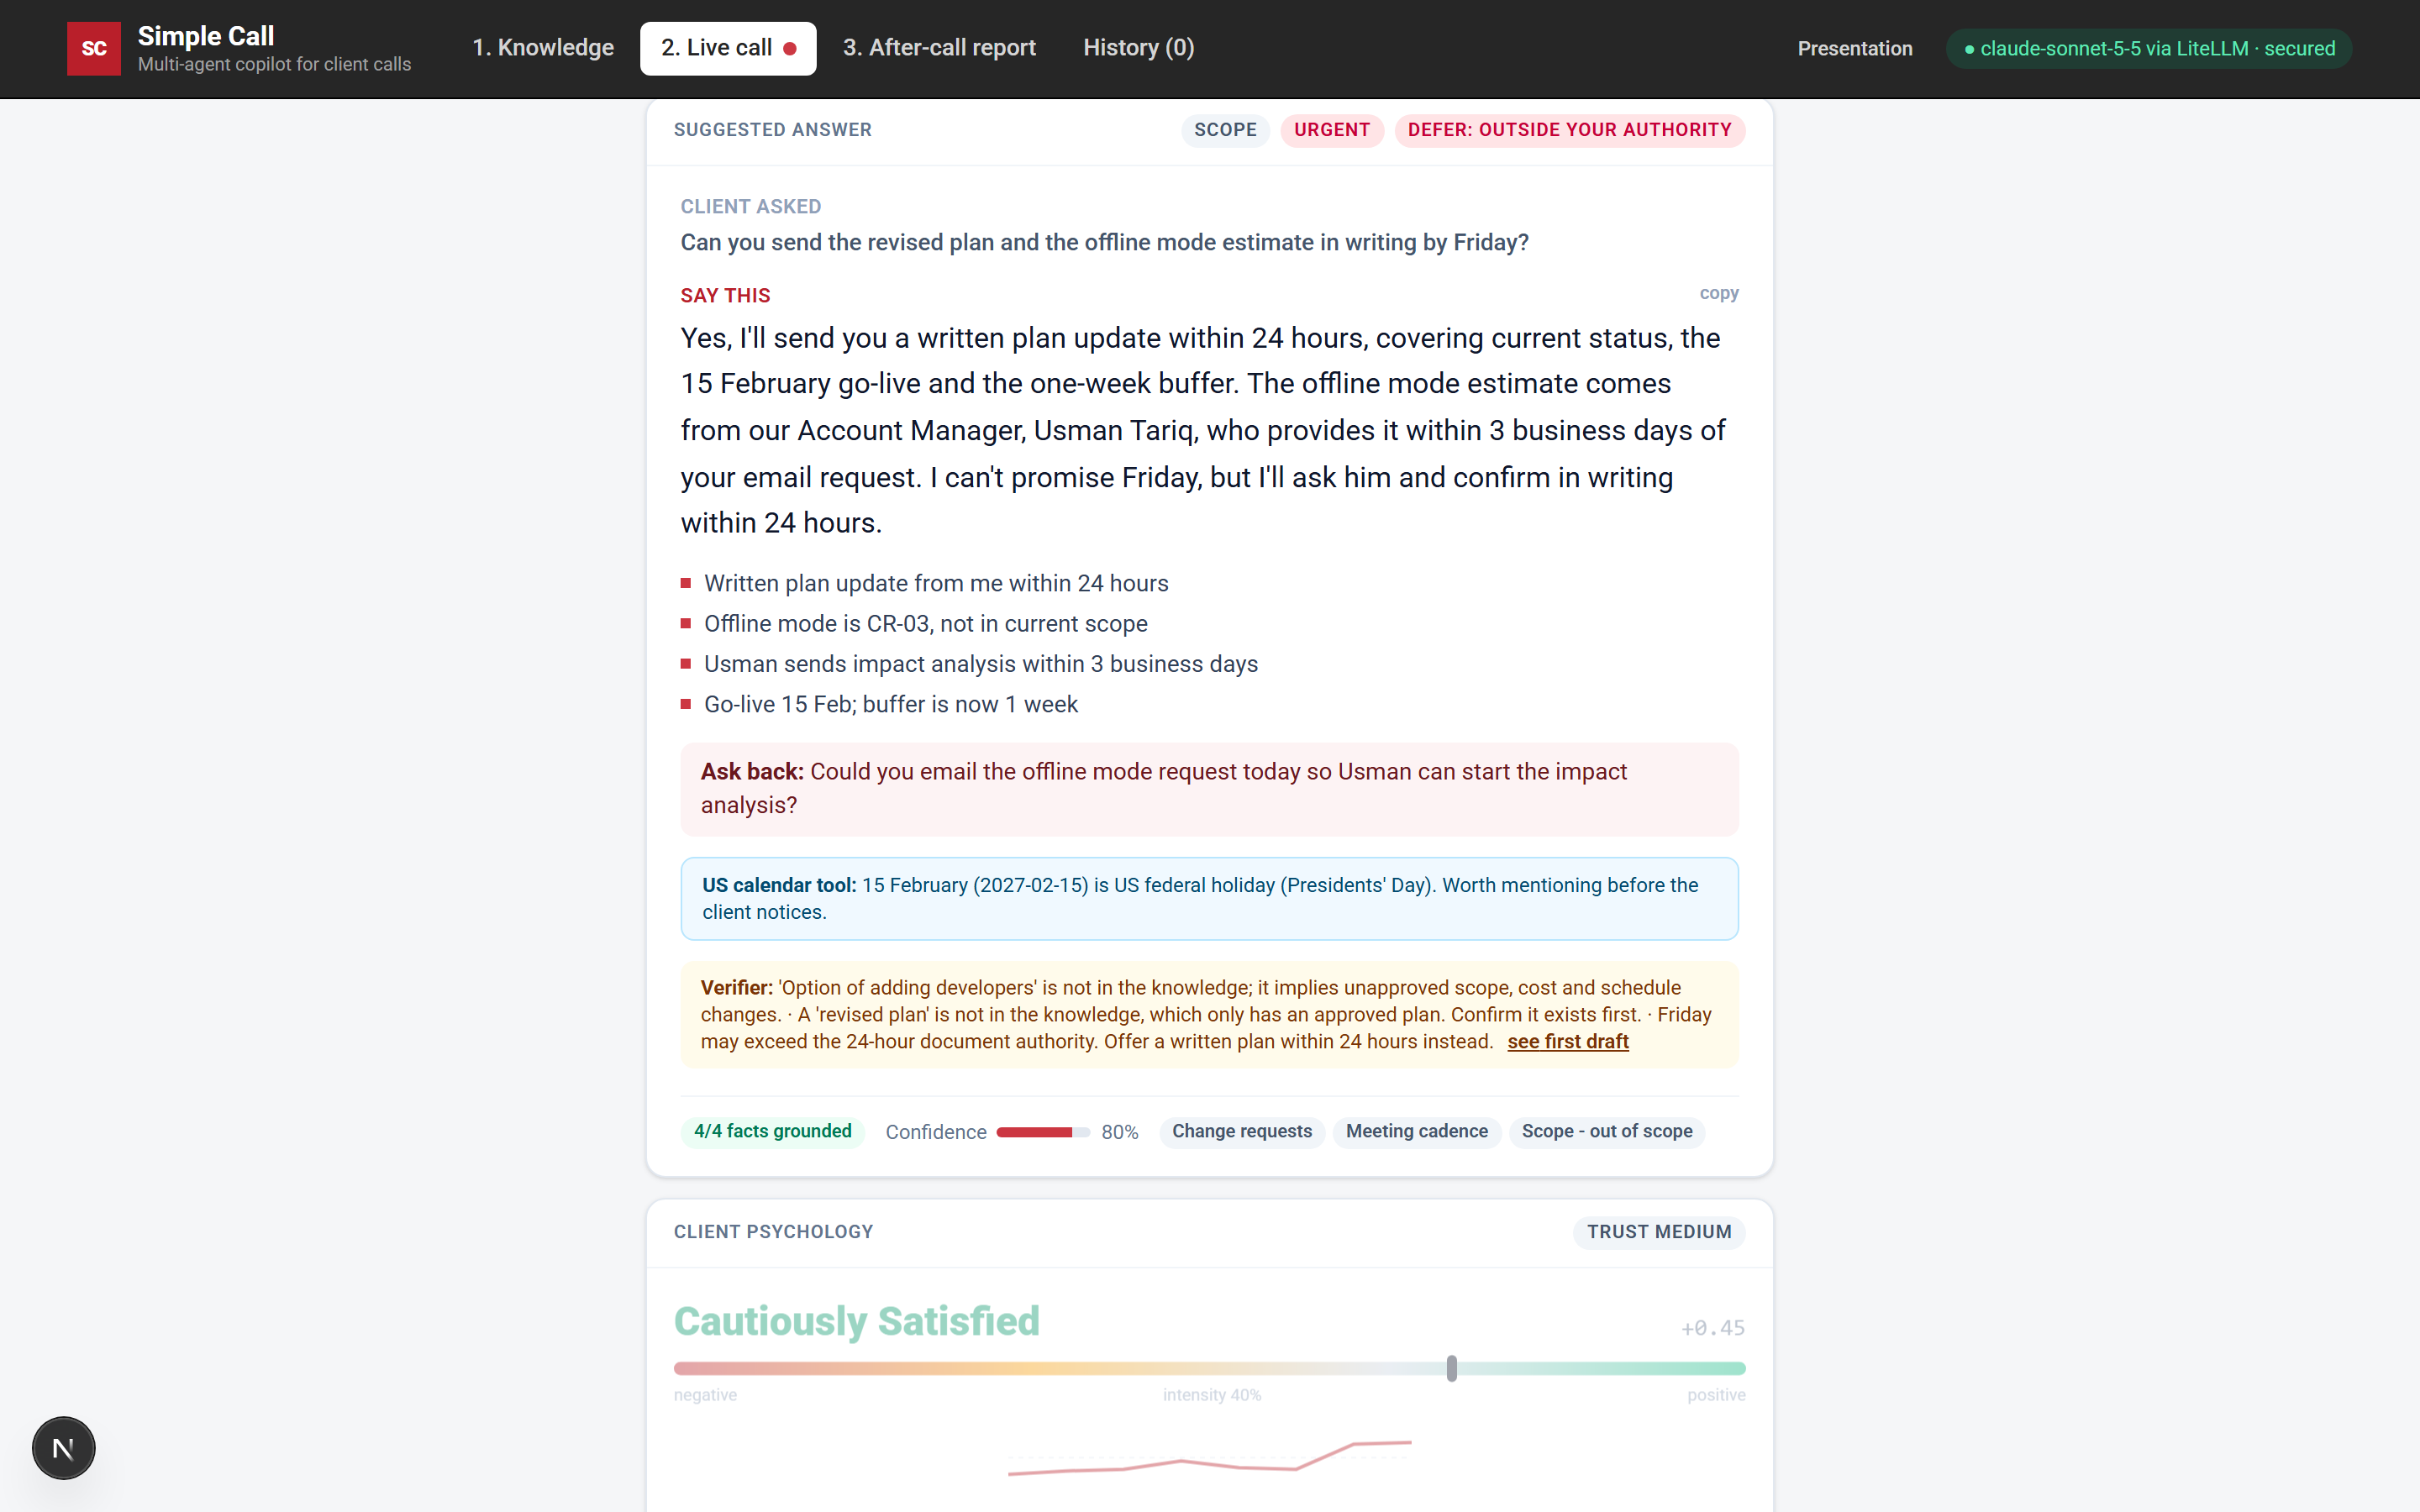 SC
Simple Call
Multi-agent copilot for client calls
1. Knowledge
2. Live call
3. After-call report
History (0)
Presentation
claude-sonnet-5-5 via LiteLLM · secured
SUGGESTED ANSWER
SCOPE
URGENT
DEFER: OUTSIDE YOUR AUTHORITY
CLIENT ASKED
Can you send the revised plan and the offline mode estimate in writing by Friday?
SAY THIS
copy
Yes, I'll send you a written plan update within 24 hours, covering current status, the
15 February go-live and the one-week buffer. The offline mode estimate comes
from our Account Manager, Usman Tariq, who provides it within 3 business days of
your email request. I can't promise Friday, but I'll ask him and confirm in writing
within 24 hours.
Written plan update from me within 24 hours
Offline mode is CR-03, not in current scope
Usman sends impact analysis within 3 business days
Go-live 15 Feb; buffer is now 1 week
Ask back: Could you email the offline mode request today so Usman can start the impact
analysis?
US calendar tool: 15 February (2027-02-15) is US federal holiday (Presidents' Day). Worth mentioning before the
client notices.
Verifier: 'Option of adding developers' is not in the knowledge; it implies unapproved scope, cost and schedule
changes. · A 'revised plan' is not in the knowledge, which only has an approved plan. Confirm it exists first. · Friday
may exceed the 24-hour document authority. Offer a written plan within 24 hours instead. see first draft
4/4 facts grounded
Confidence
80%
Change requests
Meeting cadence
Scope - out of scope
CLIENT PSYCHOLOGY
TRUST MEDIUM
Cautiously Satisfied
+0.45
negative
intensity 40%
positive
N